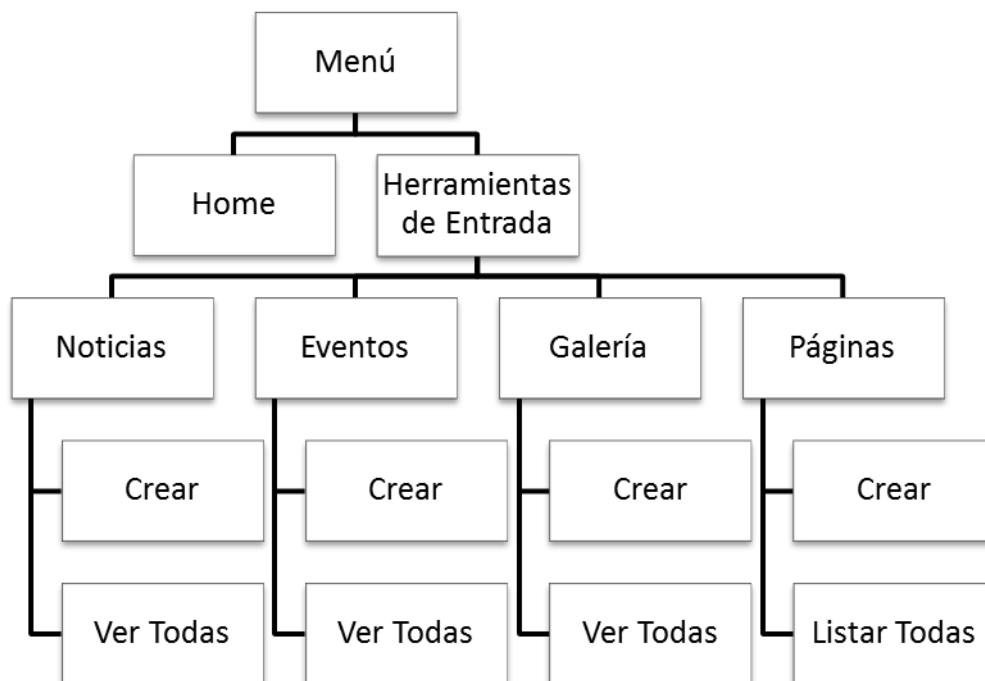 Menú
Home
Herramientas
de Entrada
Noticias
Eventos
Galería
Páginas
Crear
Crear
Crear
Crear
Ver Todas
Ver Todas
Ver Todas
Listar Todas